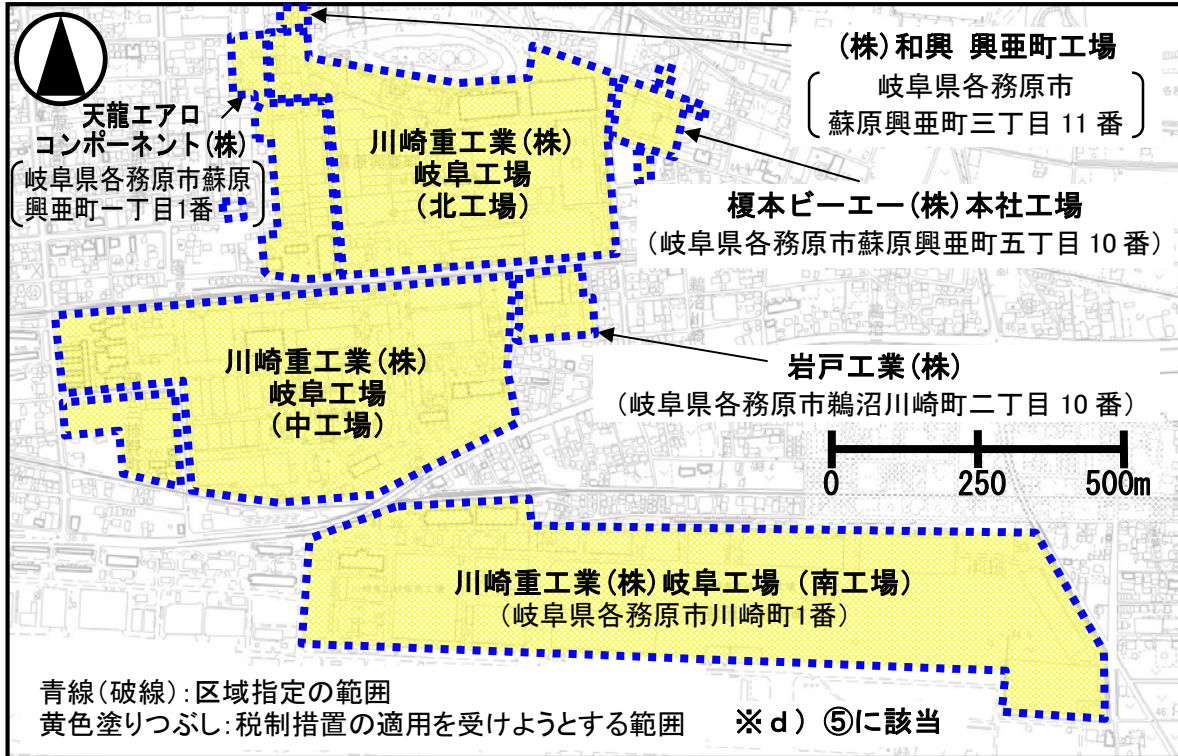 (株)和興 興亜町工場
岐阜県各務原市
蘇原興亜町三丁目 11 番
天龍エアロ
コンポーネント(株)
岐阜県各務原市蘇原
興亜町一丁目1番
川崎重工業(株)
岐阜工場
(北工場)
榎本ビーエー(株)本社工場
(岐阜県各務原市蘇原興亜町五丁目 10 番)
川崎重工業(株)
岐阜工場
(中工場)
岩戸工業(株)
(岐阜県各務原市鵜沼川崎町二丁目 10 番)
0 250 500m
川崎重工業(株)岐阜工場 (南工場)
(岐阜県各務原市川崎町1番)
青線(破線):区域指定の範囲
黄色塗りつぶし:税制措置の適用を受けようとする範囲 ※d) ⑤に該当